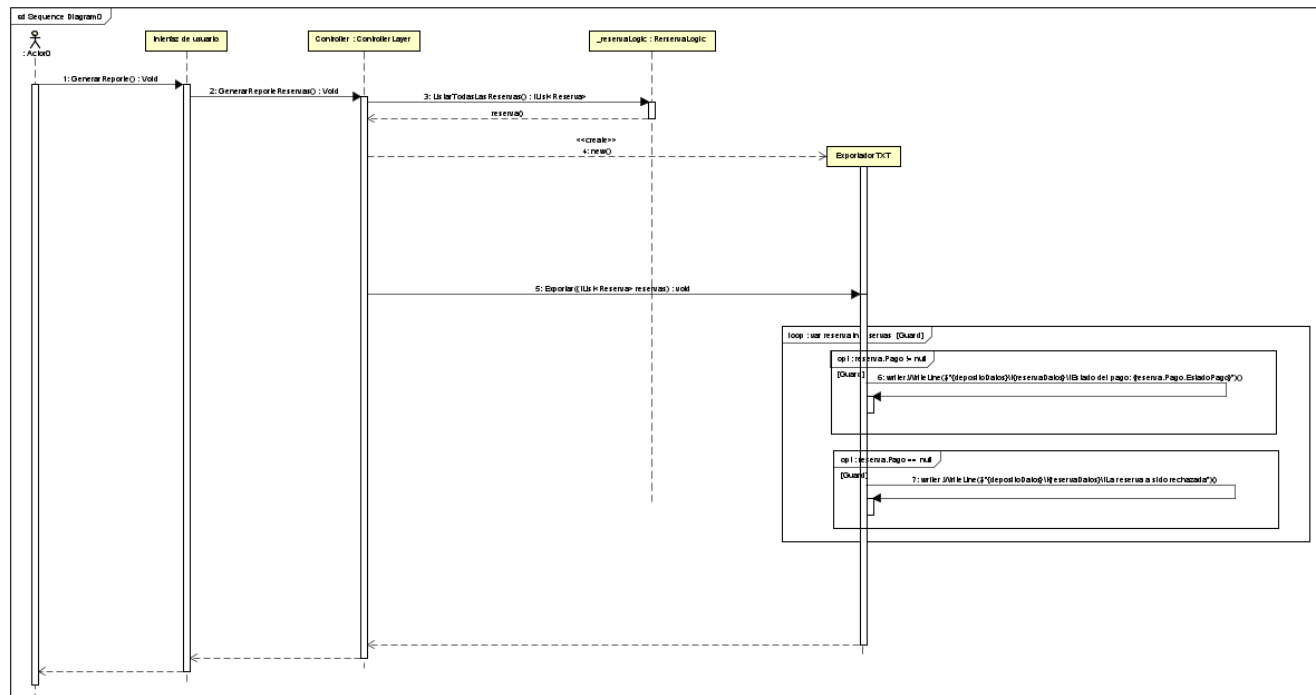 sd Sequence Diagram0
: Actor0
Interfaz de usuario
Controller : ControllerLayer
_reservaLogic : RerservaLogic
1: GenerarReporte() : Void
2: GenerarReporteReservas() : Void
3: ListarTodasLasReservas() : IList<Reserva>
reserva()
<<create>>
4: new()
ExportadorTXT
5: Exportar((IList<Reserva> reservas) : void
loop : var reserva in reservas [Guard]
opt : reserva.Pago != null
[Guard]
6: writer.WriteLine($"{depositoDatos}\t{reservaDatos}\tEstado del pago: {reserva.Pago.EstadoPago}")()
opt : reserva.Pago == null
[Guard]
7: writer.WriteLine($"{depositoDatos}\t{reservaDatos}\tLa reserva a sido rechazada")()